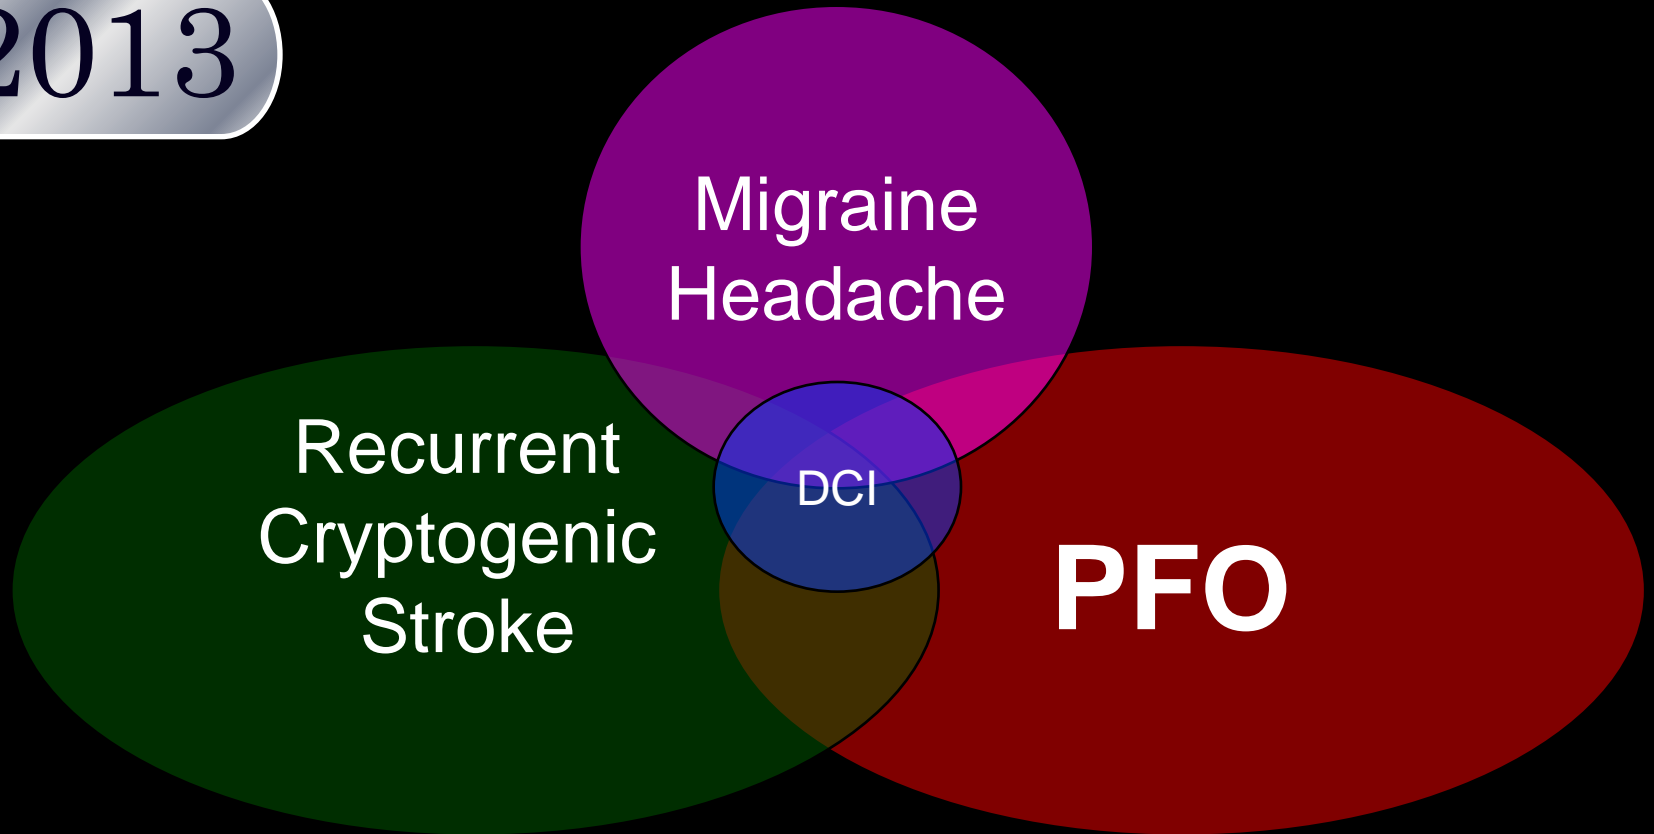 2013
Migraine
Headache
Recurrent
Cryptogenic
Stroke
DCI
PFO